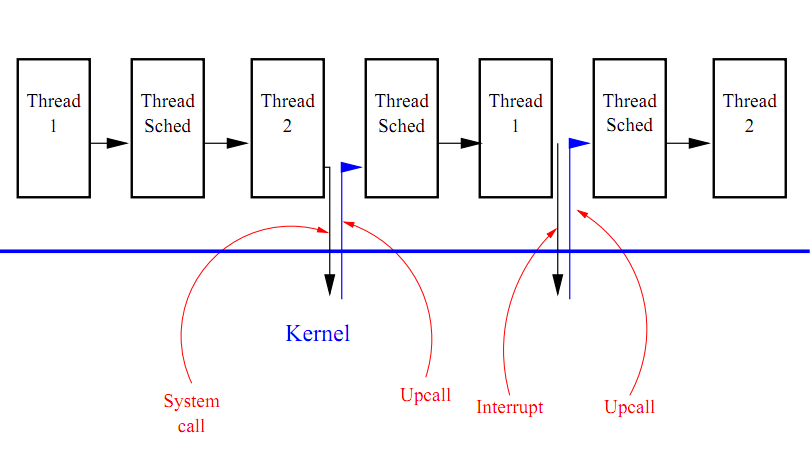 Thread
1
Thread
Sched
Thread
2
Thread
Sched
Thread
1
Thread
Sched
Thread
2
Kernel
System
call
Upcall
Interrupt
Upcall